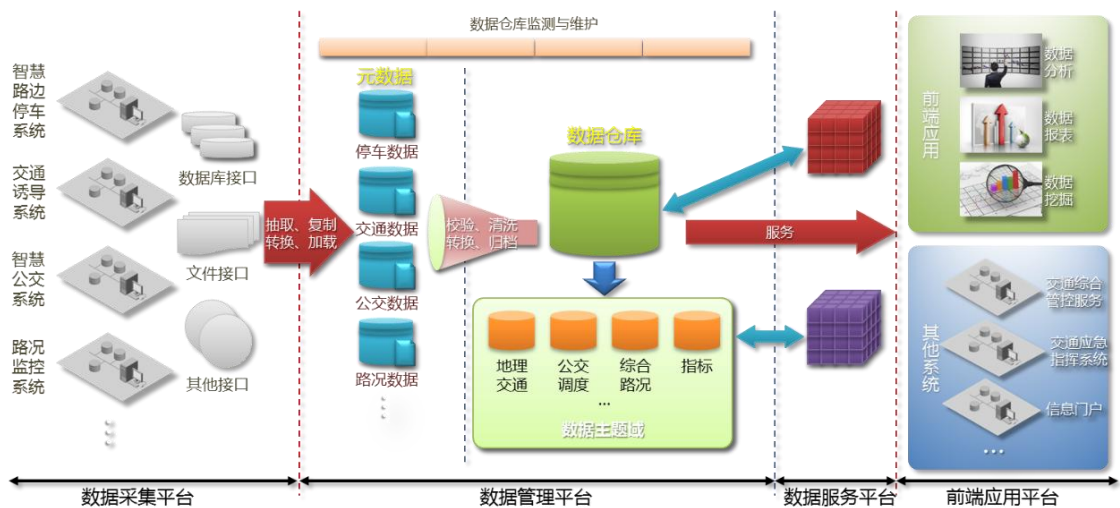 数据仓库监测与维护
智慧
路边
停车
系统
交通
诱导
系统
智慧
公交
系统
路况
监控
系统
数据库接口
文件接口
其他接口
抽取、复制
转换、加载
元数据
停车数据
交通数据
公交数据
路况数据
校验、清洗
转换、归档
数据仓库
地理
交通
公交
调度
综合
路况
指标
...
数据主题域
服务
前端应用
数据
分析
数据
报表
数据
挖掘
其他系统
交通综合
管控服务
交通应急
指挥系统
信息门户
...
数据采集平台
数据管理平台
数据服务平台
前端应用平台